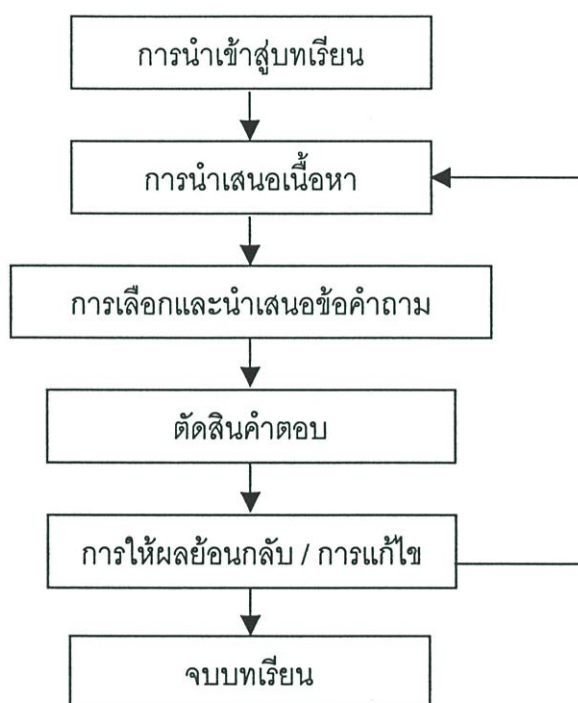 การนำเข้าสู่บทเรียน
การนำเสนอเนื้อหา
การเลือกและนำเสนอข้อคำถาม
ตัดสินคำตอบ
การให้ผลย้อนกลับ / การแก้ไข
จบบทเรียน